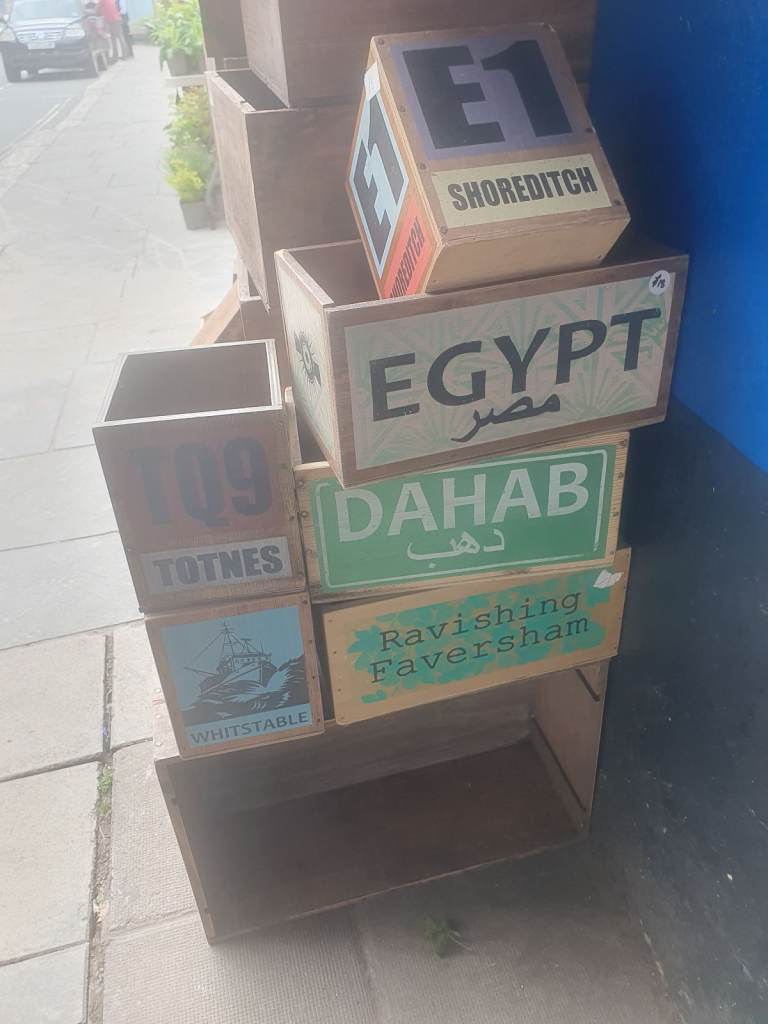 E1
SHOREDITCH
E1
SHOREDITCH
EGYPT
مصر
DAHAB
دهب
TQ9
TOTNES
Ravishing
Faversham
WHITSTABLE